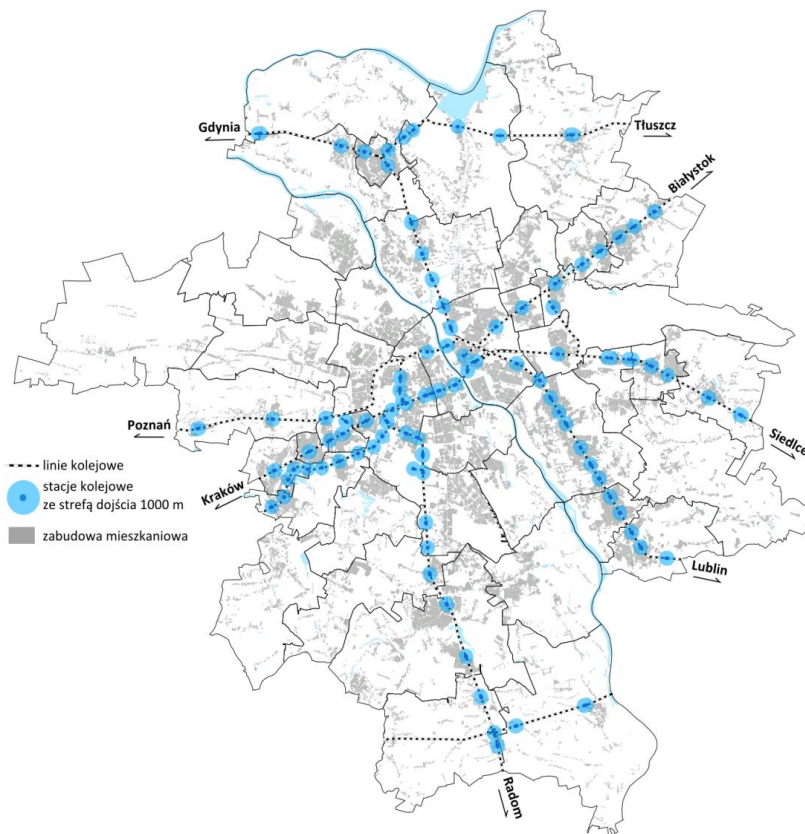 Gdynia
Tłuszcz
Białystok
Poznań
Siedlce
linie kolejowe
stacje kolejowe
ze strefą dojścia 1000 m
Kraków
zabudowa mieszkaniowa
Lublin
Radom